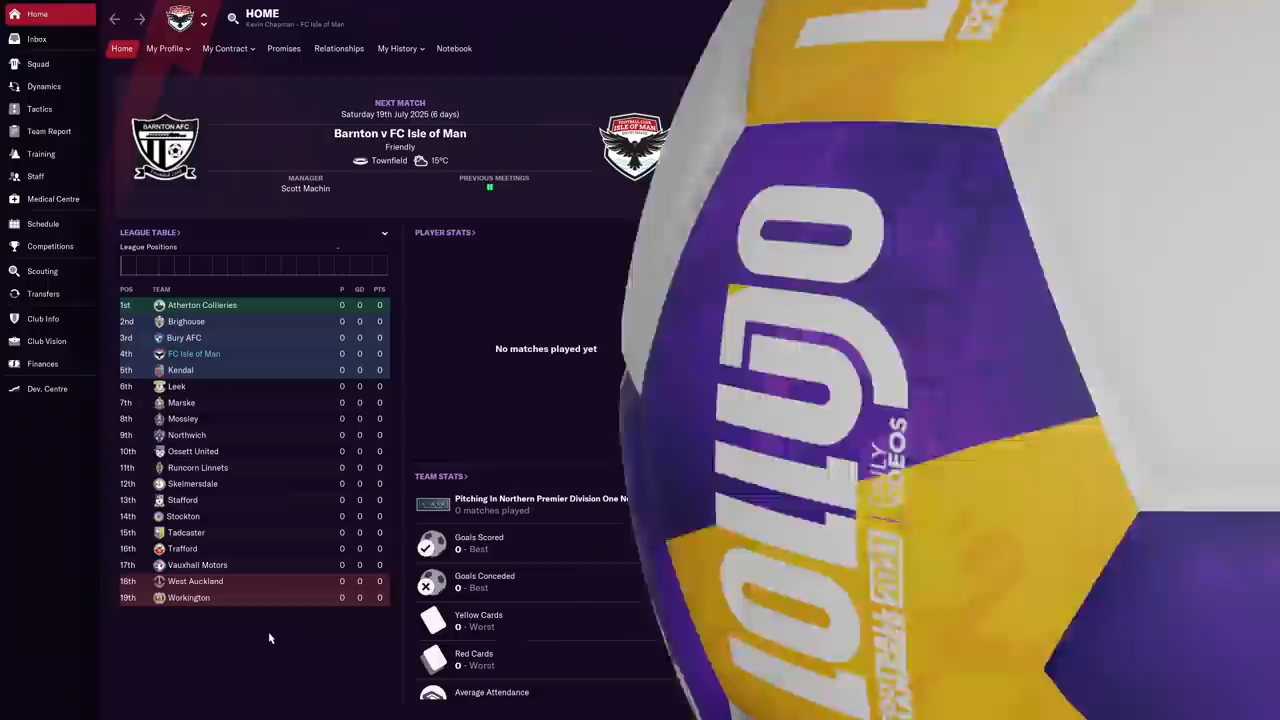 Home
HOME
Kevin Chapman - FC Isle of Man
Inbox
Squad
Dynamics
Tactics
Team Report
Training
Staff
Medical Centre
Schedule
Competitions
Scouting
Transfers
Club Info
Club Vision
Finances
Dev. Centre
Home
My Profile
My Contract
Promises
Relationships
My History
Notebook
NEXT MATCH
Saturday 19th July 2025 (6 days)
Barnton v FC Isle of Man
Friendly
Townfield
15°C
MANAGER
Scott Machin
PREVIOUS MEETINGS
BARNTON AFC
ISLE OF MAN
LEAGUE TABLE
League Positions
-
POS TEAM P GD PTS
1st Atherton Collieries 0 0 0
2nd Brighouse 0 0 0
3rd Bury AFC 0 0 0
4th FC Isle of Man 0 0 0
5th Kendal 0 0 0
6th Leek 0 0 0
7th Marske 0 0 0
8th Mossley 0 0 0
9th Northwich 0 0 0
10th Ossett United 0 0 0
11th Runcorn Linnets 0 0 0
12th Skelmersdale 0 0 0
13th Stafford 0 0 0
14th Stockton 0 0 0
15th Tadcaster 0 0 0
16th Trafford 0 0 0
17th Vauxhall Motors 0 0 0
18th West Auckland 0 0 0
19th Workington 0 0 0
PLAYER STATS
No matches played yet
TEAM STATS
Pitching In Northern Premier Division One
0 matches played
Goals Scored
0 - Best
Goals Conceded
0 - Best
Yellow Cards
0 - Worst
Red Cards
0 - Worst
Average Attendance
VIDEOS